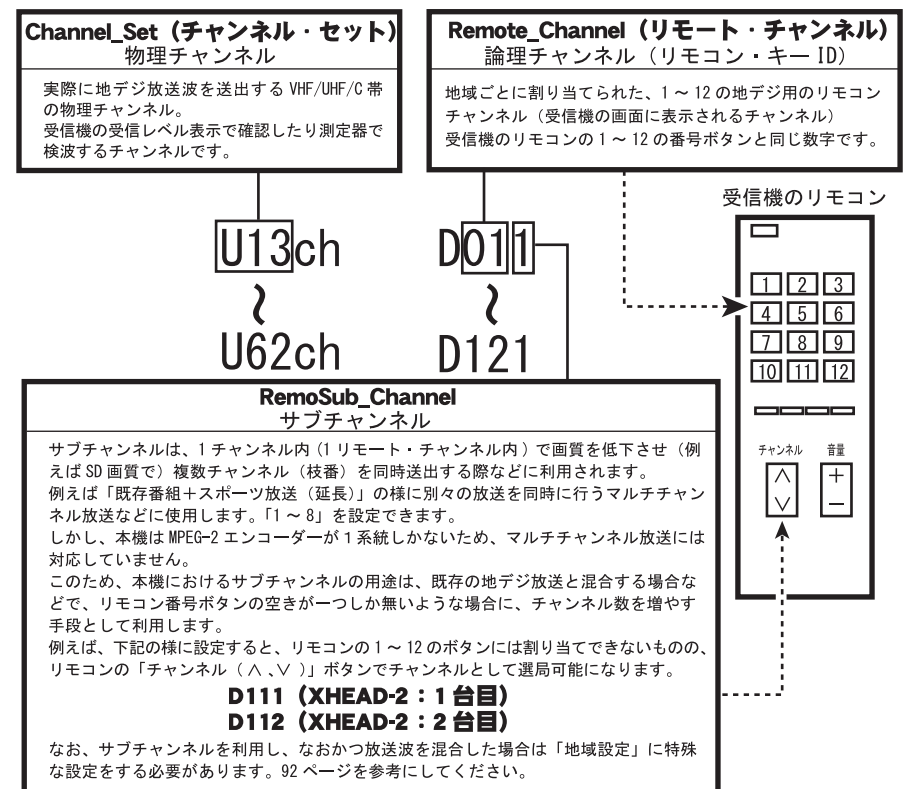 Channel_Set（チャンネル・セット）
物理チャンネル
実際に地デジ放送波を送出する VHF/UHF/C 帯
の物理チャンネル。
受信機の受信レベル表示で確認したり測定器で
検波するチャンネルです。
Remote_Channel（リモート・チャンネル）
論理チャンネル（リモコン・キー ID）
地域ごとに割り当てられた、1 ～ 12 の地デジ用のリモコン
チャンネル（受信機の画面に表示されるチャンネル）
受信機のリモコンの 1 ～ 12 の番号ボタンと同じ数字です。
U13ch
～
U62ch
D011
～
D121
受信機のリモコン
1 2 3
4 5 6
7 8 9
10 11 12
チャンネル 音量
∧ ＋
∨ －
RemoSub_Channel
サブチャンネル
サブチャンネルは、1 チャンネル内 (1 リモート・チャンネル内 ) で画質を低下させ（例
えば SD 画質で）複数チャンネル（枝番）を同時送出する際などに利用されます。
例えば「既存番組＋スポーツ放送（延長）」の様に別々の放送を同時に行うマルチチャン
ネル放送などに使用します。「1 ～ 8」を設定できます。
しかし、本機は MPEG-2 エンコーダーが 1 系統しかないため、マルチチャンネル放送には
対応していません。
このため、本機におけるサブチャンネルの用途は、既存の地デジ放送と混合する場合な
どで、リモコン番号ボタンの空きが一つしか無いような場合に、チャンネル数を増やす
手段として利用します。
例えば、下記の様に設定すると、リモコンの 1 ～ 12 のボタンには割り当てできないものの、
リモコンの「チャンネル（ ∧ 、∨ ）」ボタンでチャンネルとして選局可能になります。
D111（XHEAD-2：1 台目）
D112（XHEAD-2：2 台目）
なお、サブチャンネルを利用し、なおかつ放送波を混合した場合は「地域設定」に特殊
な設定をする必要があります。92 ページを参考にしてください。